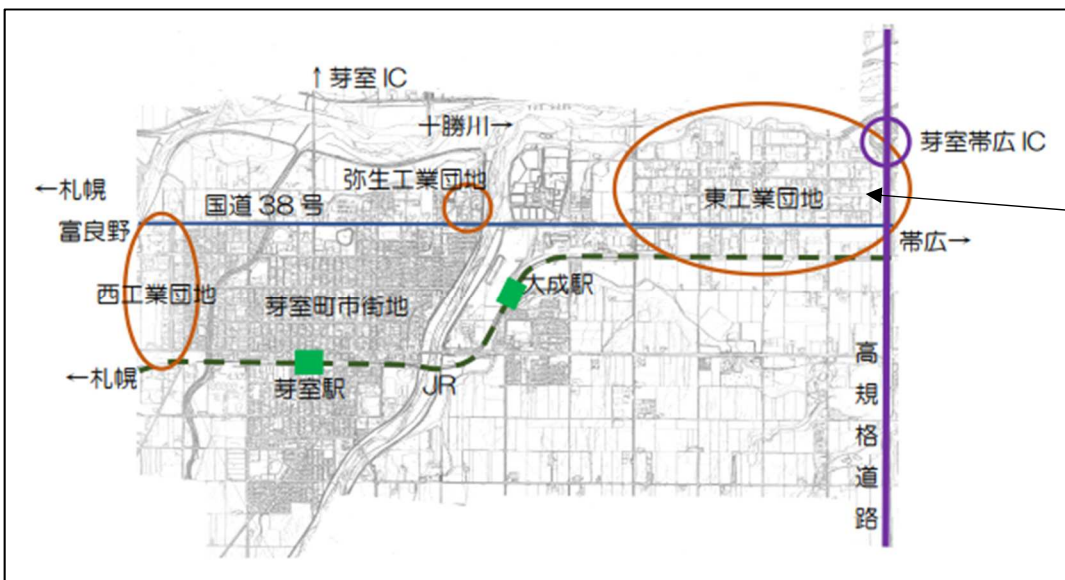 ↑芽室IC
十勝川→
芽室帯広IC
弥生工業団地
←札幌
国道38号
東工業団地
富良野
帯広→
大成駅
西工業団地
芽室町市街地
←札幌
芽室駅
JR
高規格道路